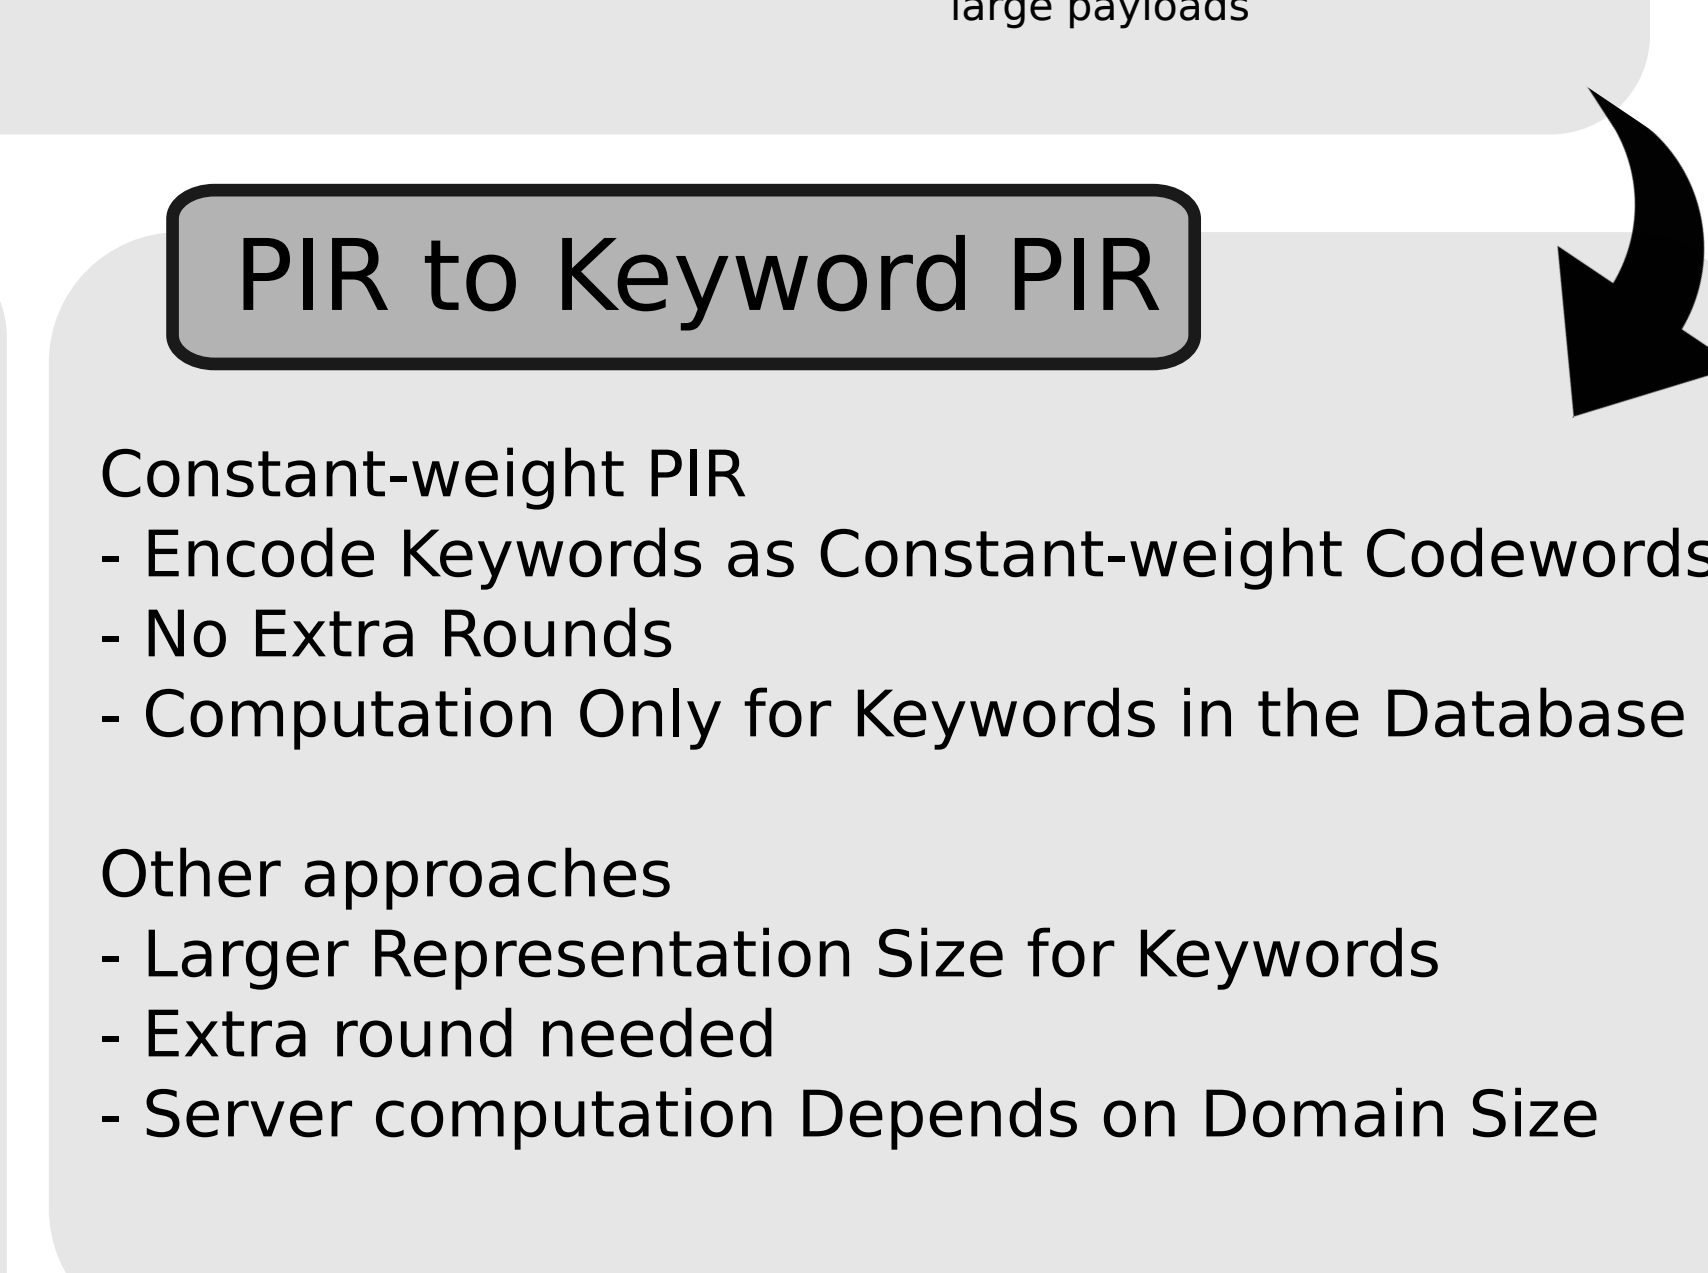 large payloads
PIR to Keyword PIR
Constant-weight PIR
- Encode Keywords as Constant-weight Codewords
- No Extra Rounds
- Computation Only for Keywords in the Database
Other approaches
- Larger Representation Size for Keywords
- Extra round needed
- Server computation Depends on Domain Size